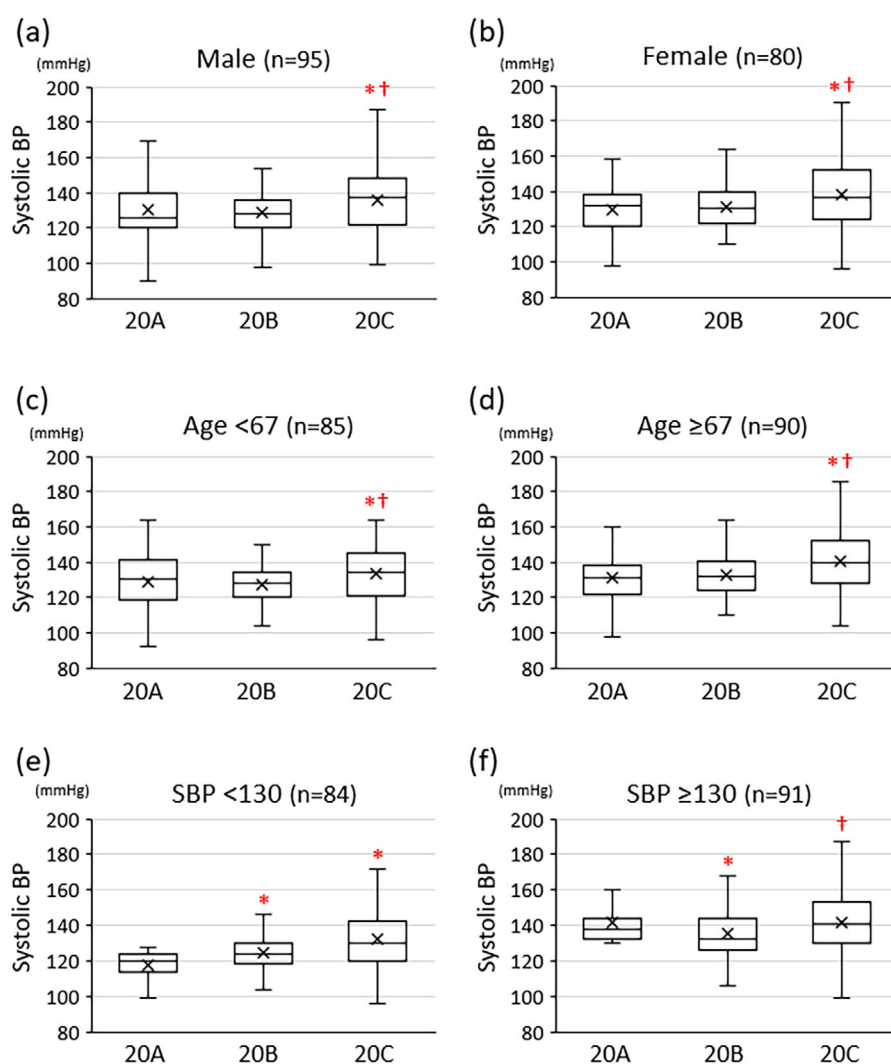 (a)
Male (n=95)
(mmHg)
Systolic BP
200
180
160
140
120
100
80
*†
20A 20B 20C
(b)
Female (n=80)
(mmHg)
Systolic BP
200
180
160
140
120
100
80
*†
20A 20B 20C
(c)
Age <67 (n=85)
(mmHg)
Systolic BP
200
180
160
140
120
100
80
*†
20A 20B 20C
(d)
Age ≥67 (n=90)
(mmHg)
Systolic BP
200
180
160
140
120
100
80
*†
20A 20B 20C
(e)
SBP <130 (n=84)
(mmHg)
Systolic BP
200
180
160
140
120
100
80
* *
20A 20B 20C
(f)
SBP ≥130 (n=91)
(mmHg)
Systolic BP
200
180
160
140
120
100
80
* †
20A 20B 20C